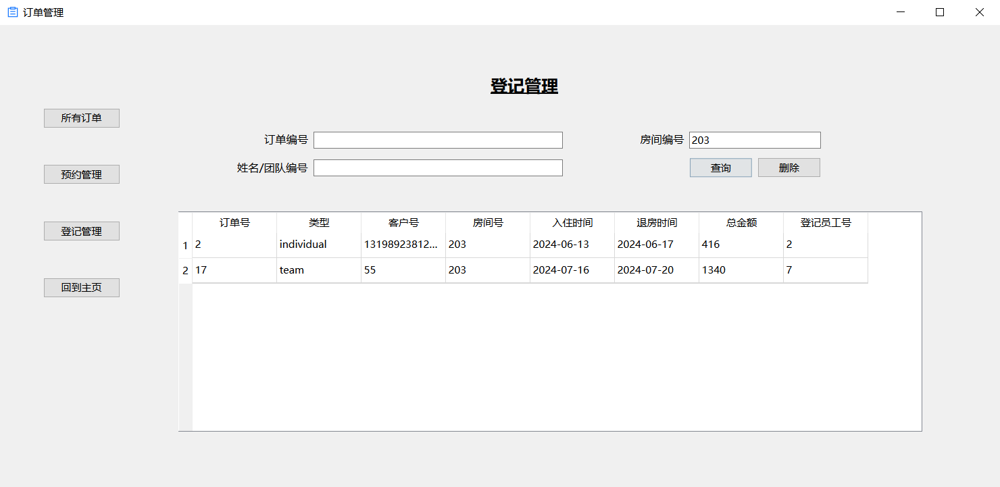 订单管理
登记管理
所有订单
预约管理
登记管理
回到主页
订单编号
房间编号 203
姓名/团队编号
查询 删除
订单号 类型 客户号 房间号 入住时间 退房时间 总金额 登记员工号
1 2 individual 13198923812... 203 2024-06-13 2024-06-17 416 2
2 17 team 55 203 2024-07-16 2024-07-20 1340 7